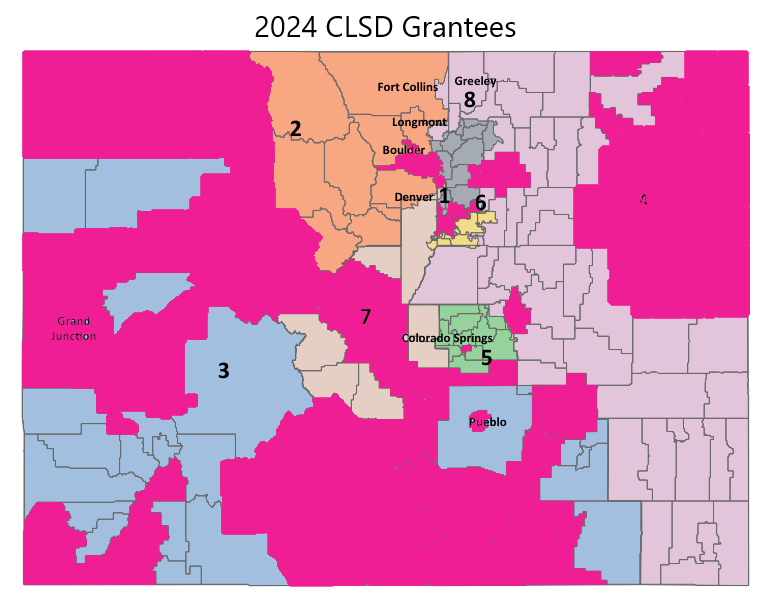 2024 CLSD Grantees
Fort Collins
Greeley
8
2
Longmont
Boulder
Denver
1
6
4
7
Grand
Junction
Colorado Springs
5
3
Pueblo